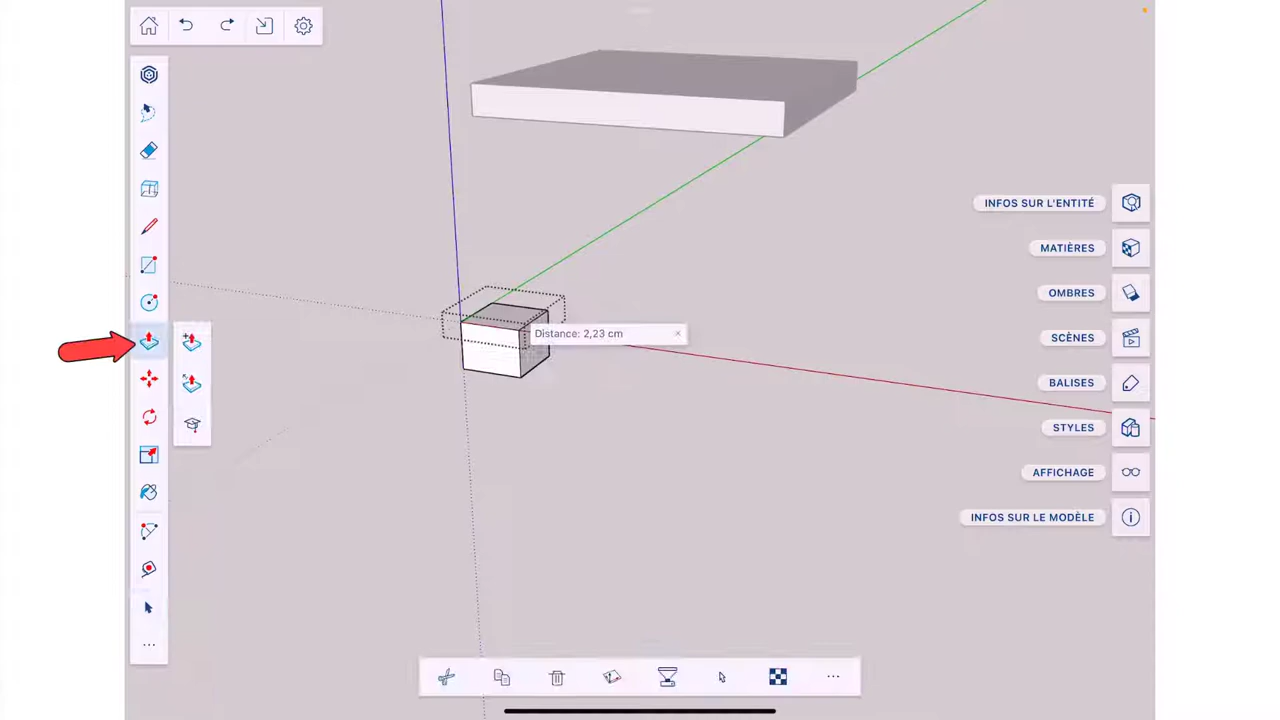 INFOS SUR L'ENTITÉ
MATIÈRES
OMBRES
Distance: 2,23 cm
SCÈNES
BALISES
STYLES
AFFICHAGE
INFOS SUR LE MODÈLE